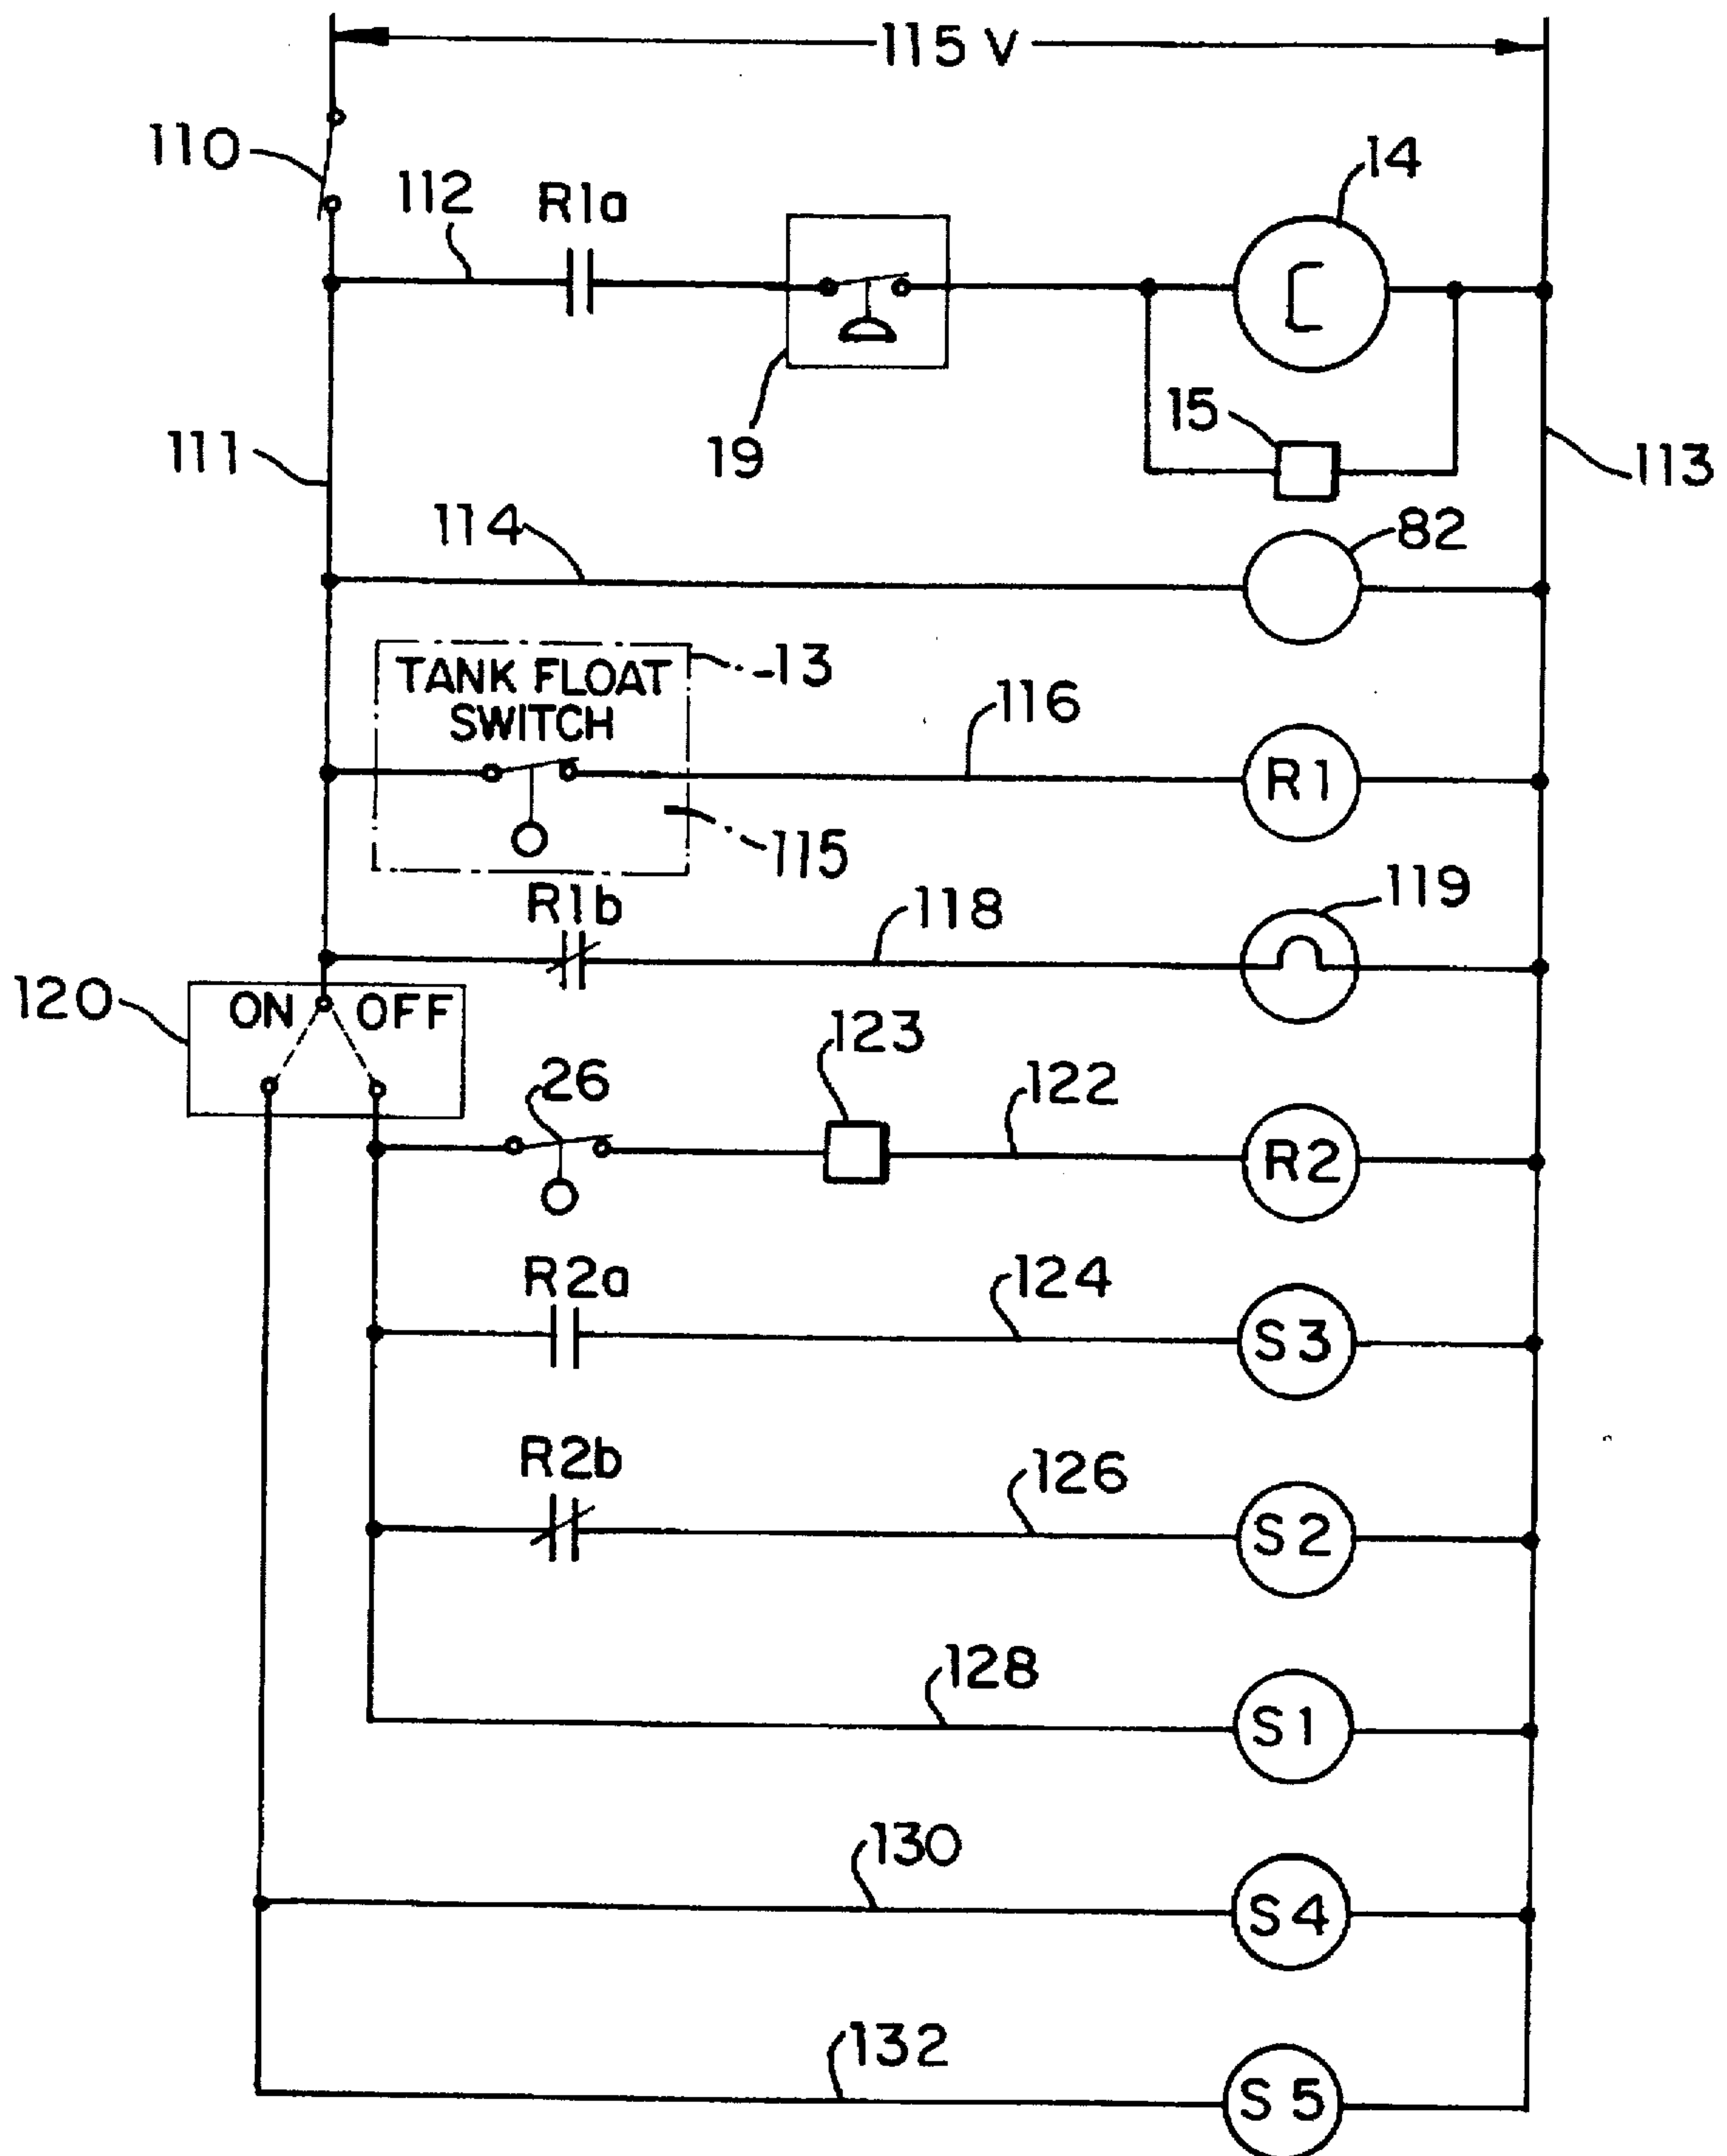 115 V
110
112
R1a
14
19
15
111
113
114
82
13
TANK FLOAT
SWITCH
116
R1
115
R1b
118
119
120
ON OFF
123
26
122
R2
R2a
124
S3
R2b
126
S2
128
S1
130
S4
132
S5